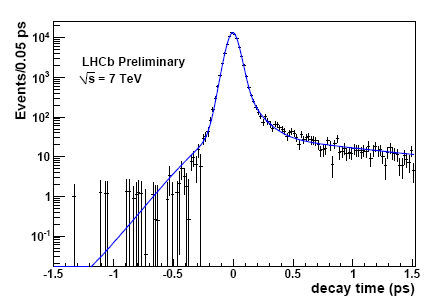 Events/0.05 ps
10⁴
10³
10²
10
1
10⁻¹
LHCb Preliminary
√s = 7 TeV
-1.5 -1 -0.5 0 0.5 1 1.5
decay time (ps)